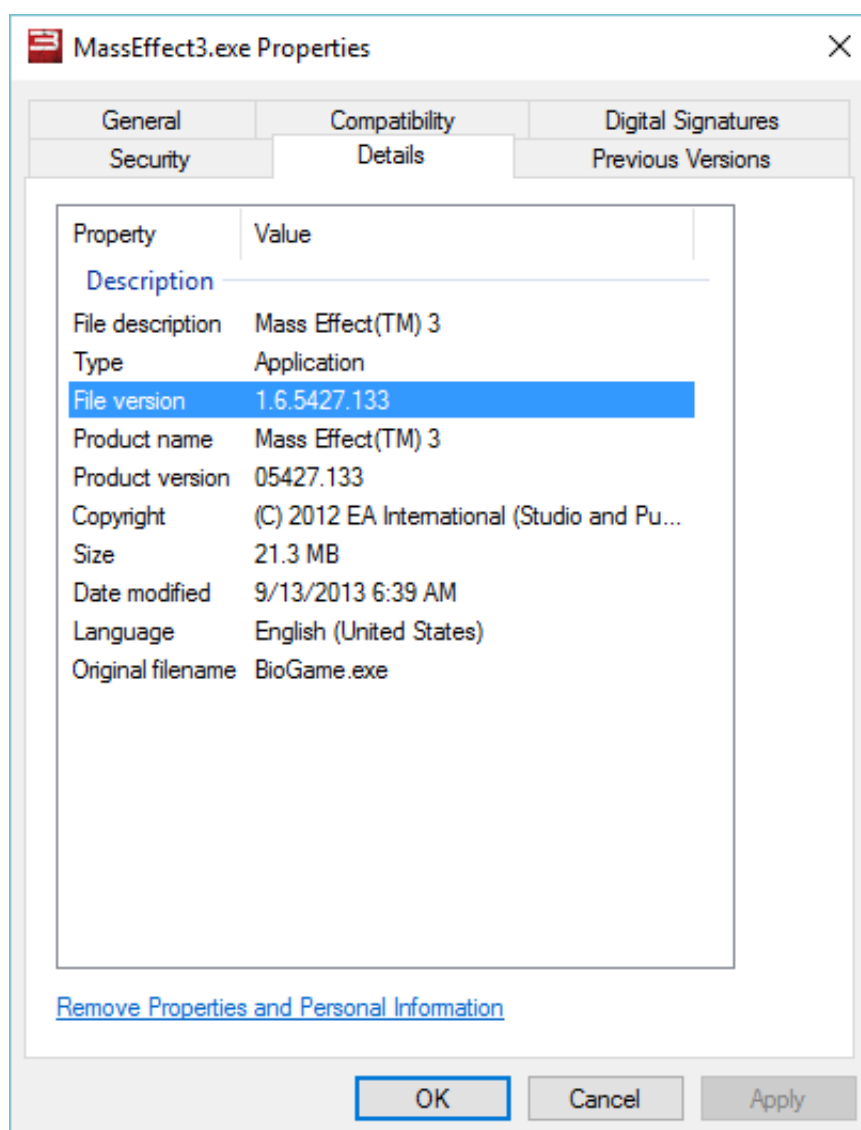 MassEffect3.exe Properties
General Compatibility Digital Signatures
Security Details Previous Versions
Property Value
Description
File description Mass Effect(TM) 3
Type Application
File version 1.6.5427.133
Product name Mass Effect(TM) 3
Product version 05427.133
Copyright (C) 2012 EA International (Studio and Pu...
Size 21.3 MB
Date modified 9/13/2013 6:39 AM
Language English (United States)
Original filename BioGame.exe
Remove Properties and Personal Information
OK Cancel Apply